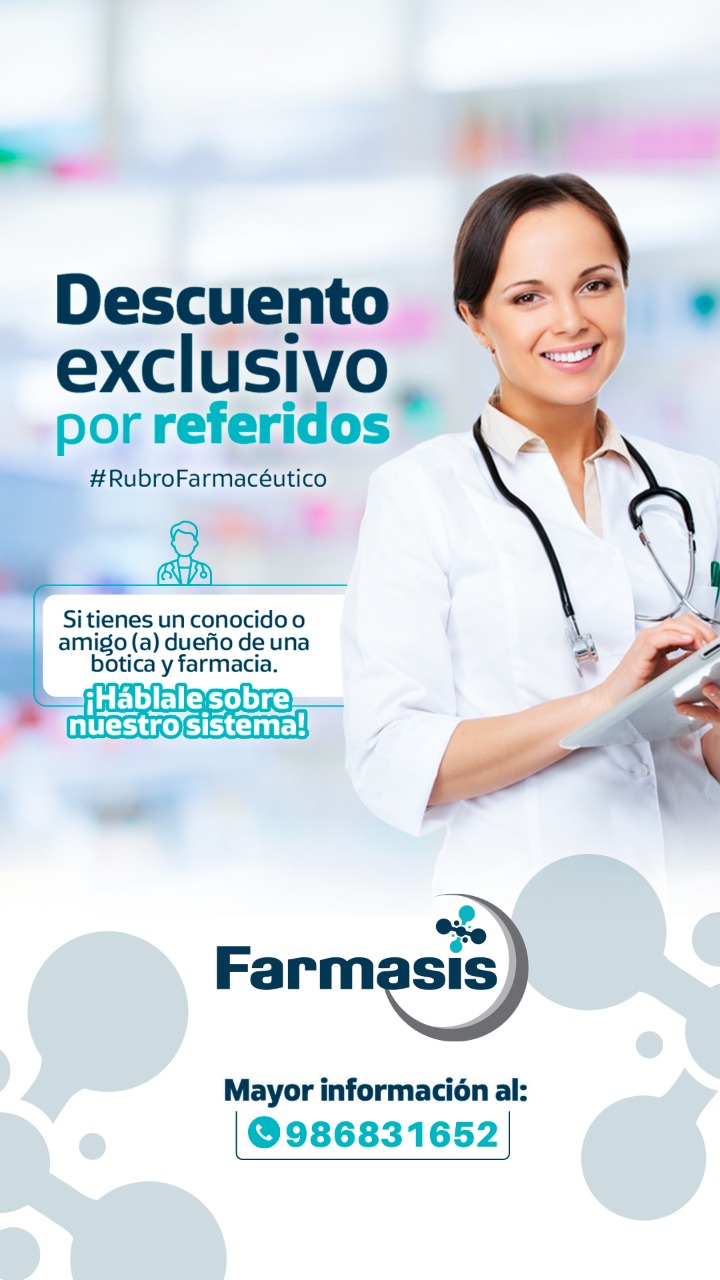 Descuento
exclusivo
por referidos
#RubroFarmacéutico
Si tienes un conocido o
amigo (a) dueño de una
botica y farmacia.
¡Háblale sobre
nuestro sistema!
Farmasis
Mayor información al:
986831652